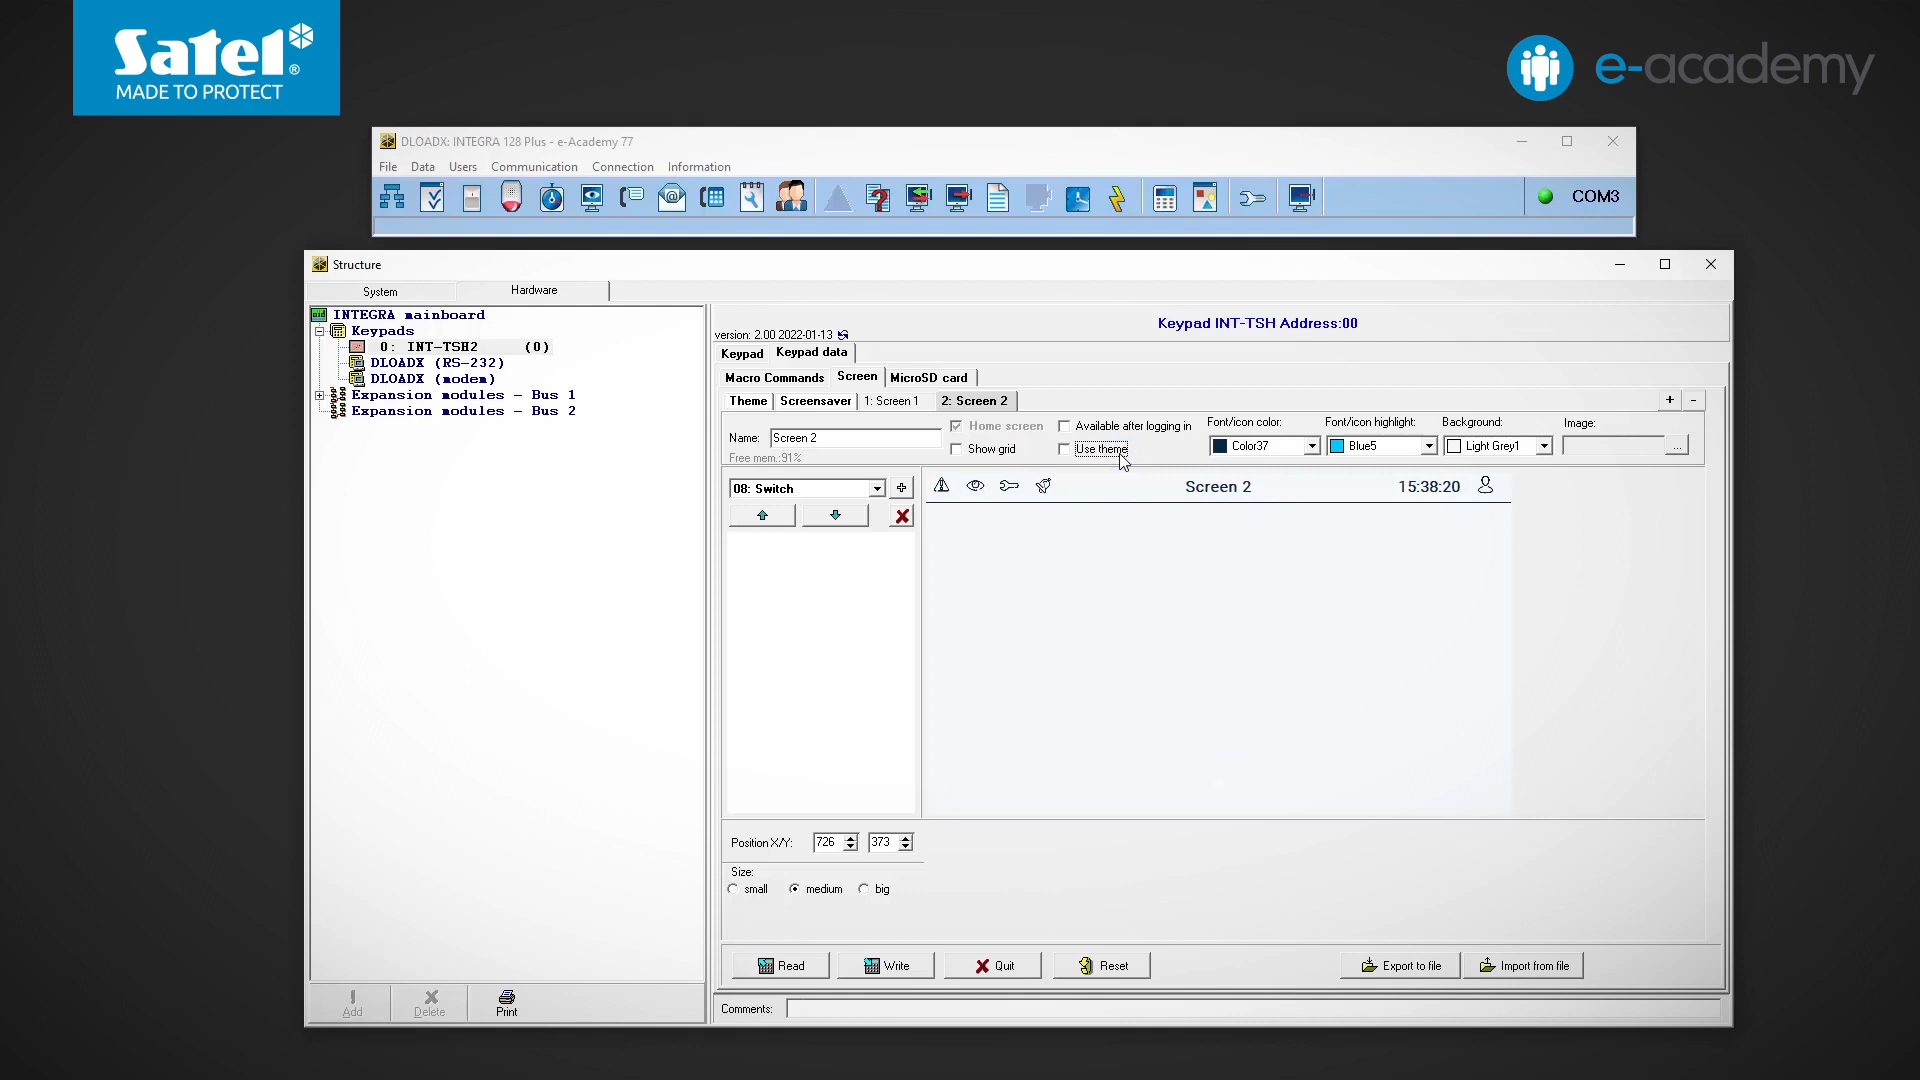 Satel®
MADE TO PROTECT
e-academy
DLOADX: INTEGRA 128 Plus - e-Academy 77
File Data Users Communication Connection Information
COM3
Structure
System Hardware
INTEGRA mainboard
Keypads
0: INT-TSH2 (0)
DLOADX (RS-232)
DLOADX (modem)
Expansion modules - Bus 1
Expansion modules - Bus 2
Add Delete Print
Keypad INT-TSH Address:00
version: 2.00 2022-01-13
Keypad Keypad data
Macro Commands Screen MicroSD card
Theme Screensaver 1: Screen 1 2: Screen 2 + -
Name: Screen 2
Free mem.:91%
Home screen
Show grid
Available after logging in
Use theme
Font/icon color: Font/icon highlight: Background: Image:
Color37 Blue5 Light Grey1 ...
08: Switch
Screen 2 15:38:20
Position X/Y: 726 373
Size:
small medium big
Read Write Quit Reset Export to file Import from file
Comments: